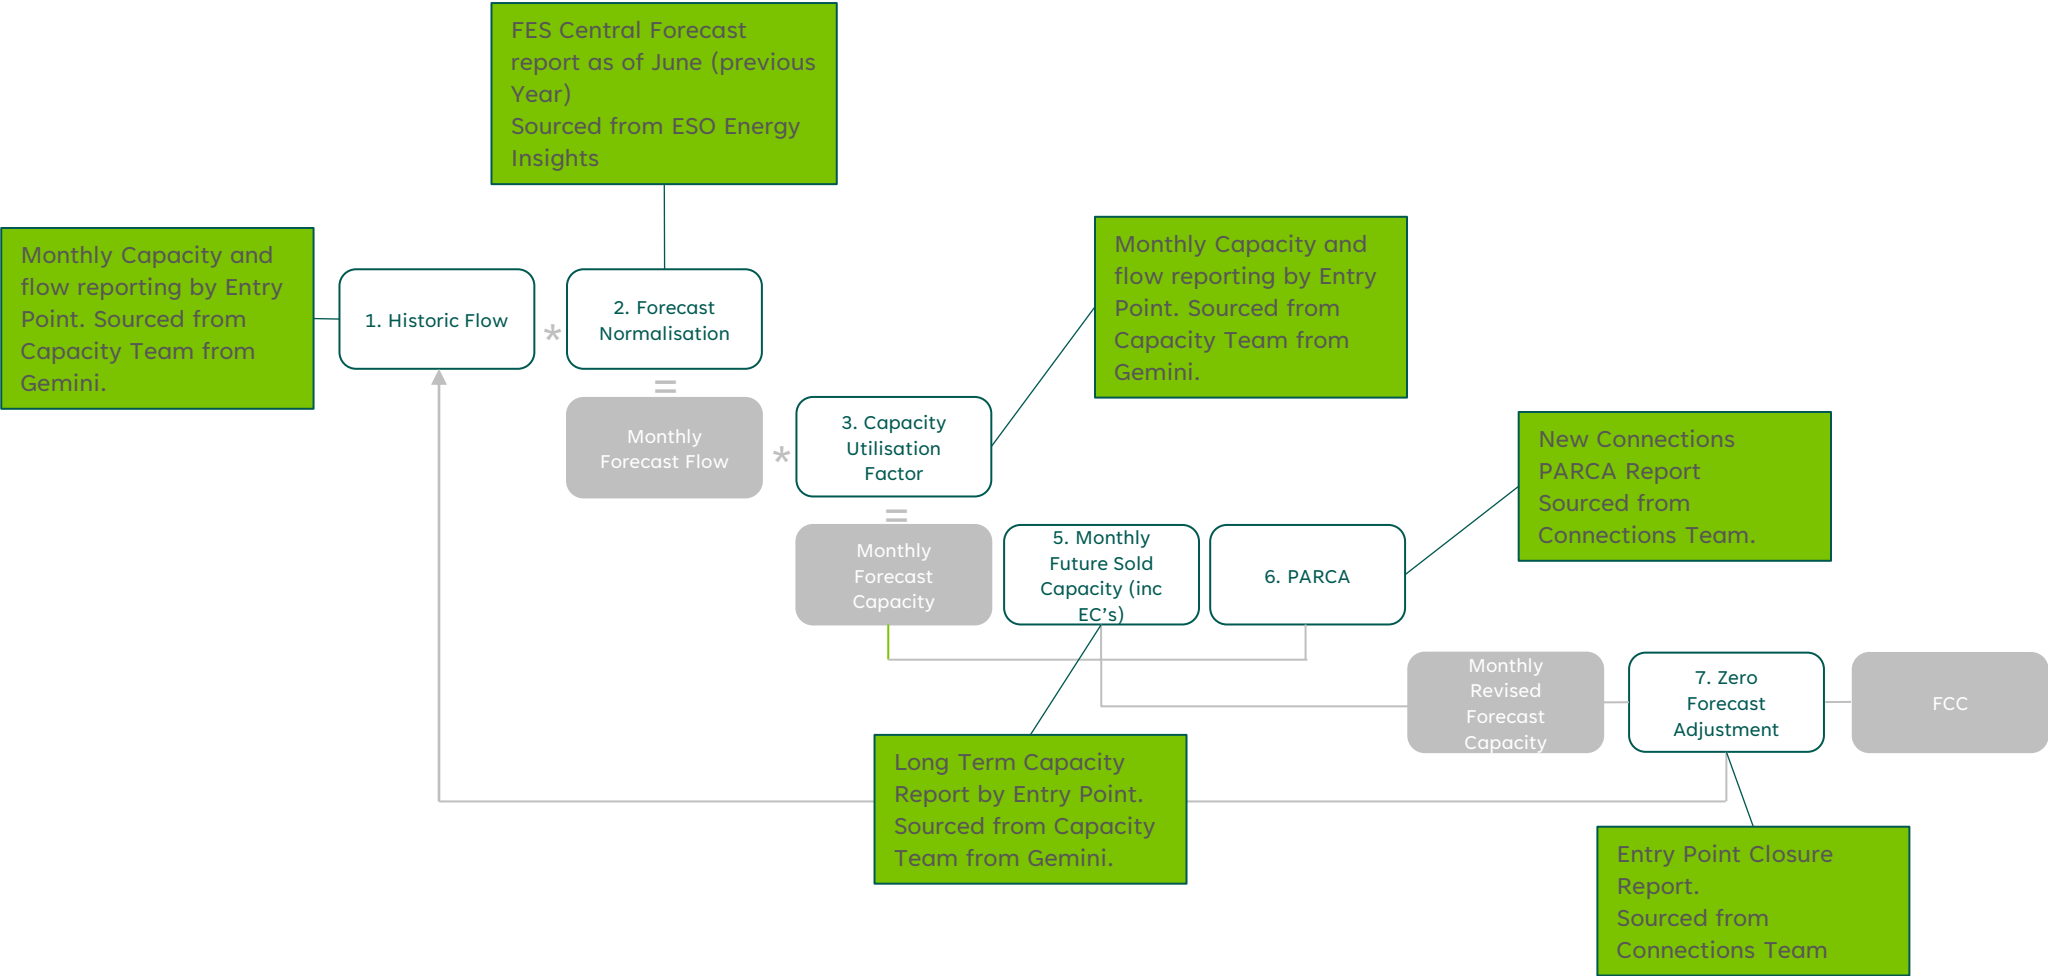 FES Central Forecast
report as of June (previous
Year)
Sourced from ESO Energy
Insights
Monthly Capacity and
flow reporting by Entry
Point. Sourced from
Capacity Team from
Gemini.
1. Historic Flow
*
2. Forecast
Normalisation
=
Monthly Capacity and
flow reporting by Entry
Point. Sourced from
Capacity Team from
Gemini.
Monthly
Forecast Flow
*
3. Capacity
Utilisation
Factor
=
New Connections
PARCA Report
Sourced from
Connections Team.
Monthly
Forecast
Capacity
5. Monthly
Future Sold
Capacity (inc
EC’s)
6. PARCA
Monthly
Revised
Forecast
Capacity
7. Zero
Forecast
Adjustment
FCC
Long Term Capacity
Report by Entry Point.
Sourced from Capacity
Team from Gemini.
Entry Point Closure
Report.
Sourced from
Connections Team